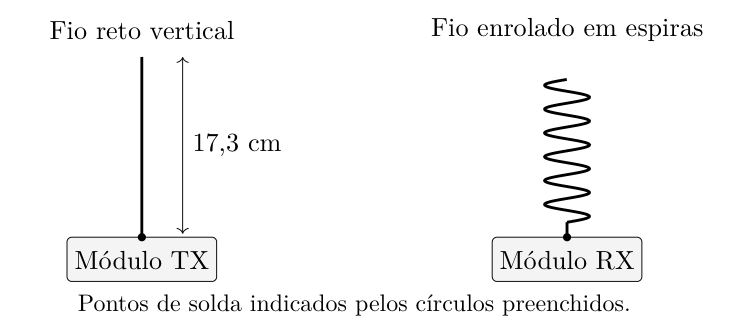 Fio reto vertical
Fio enrolado em espiras
17,3 cm
Módulo TX
Módulo RX
Pontos de solda indicados pelos círculos preenchidos.